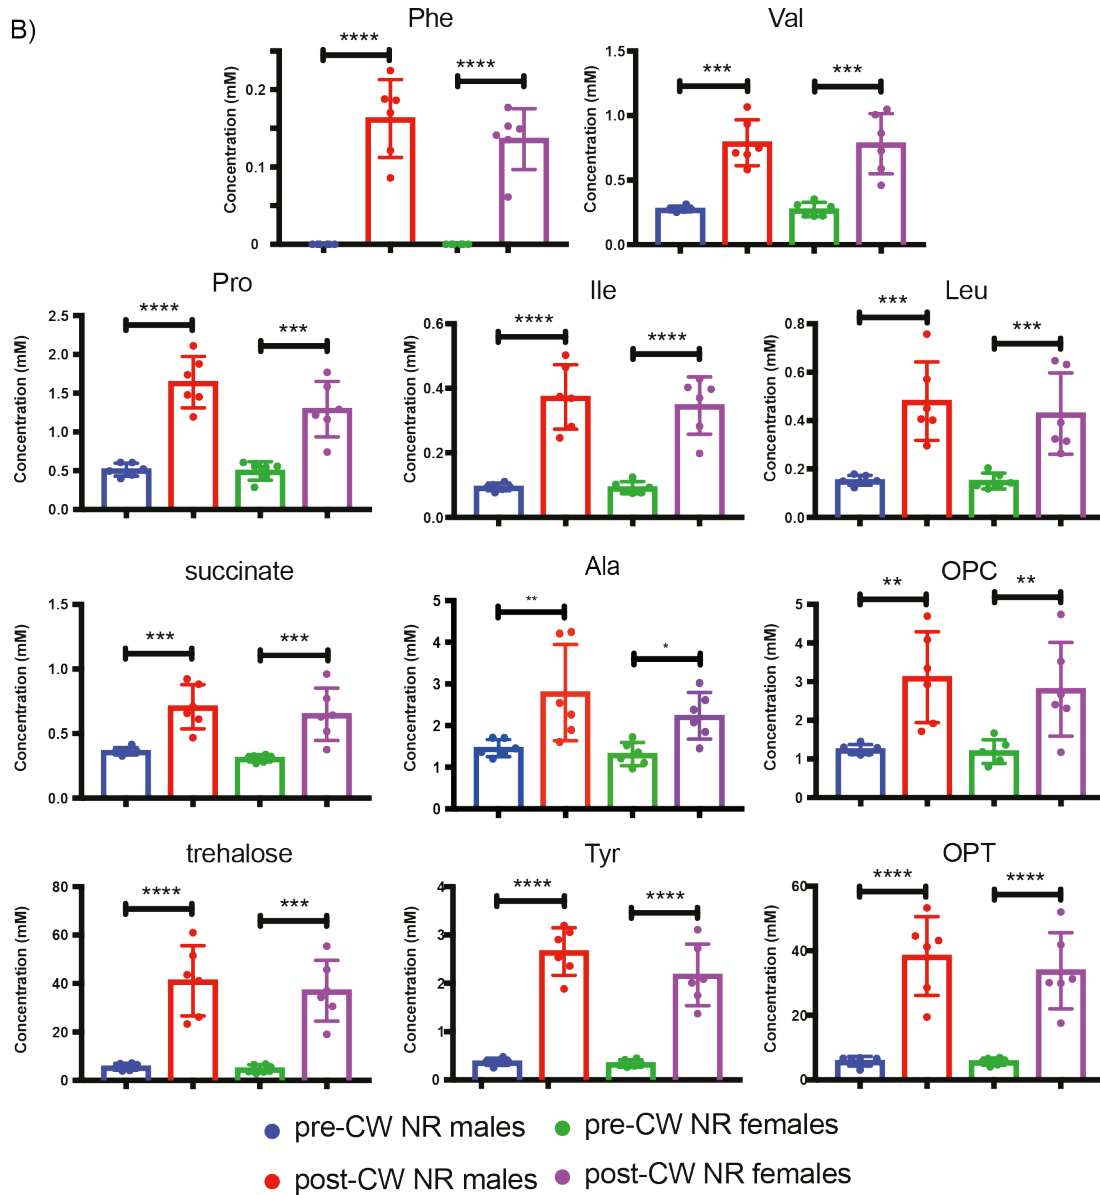 B)
Phe
Val
Concentration (mM)
0.2
0.1
0
****
****
Concentration (mM)
1.5
1.0
0.5
0.0
***
***
Pro
Ile
Leu
Concentration (mM)
2.5
2.0
1.5
1.0
0.5
0.0
****
***
Concentration (mM)
0.6
0.4
0.2
0.0
****
****
Concentration (mM)
0.8
0.6
0.4
0.2
0.0
***
***
succinate
Ala
OPC
Concentration (mM)
1.5
1.0
0.5
0.0
***
***
Concentration (mM)
5
4
3
2
1
0
**
*
Concentration (mM)
5
4
3
2
1
0
**
**
trehalose
Tyr
OPT
Concentration (mM)
80
60
40
20
0
****
***
Concentration (mM)
4
3
2
1
0
****
****
Concentration (mM)
60
40
20
0
****
****
pre-CW NR males
pre-CW NR females
post-CW NR males
post-CW NR females